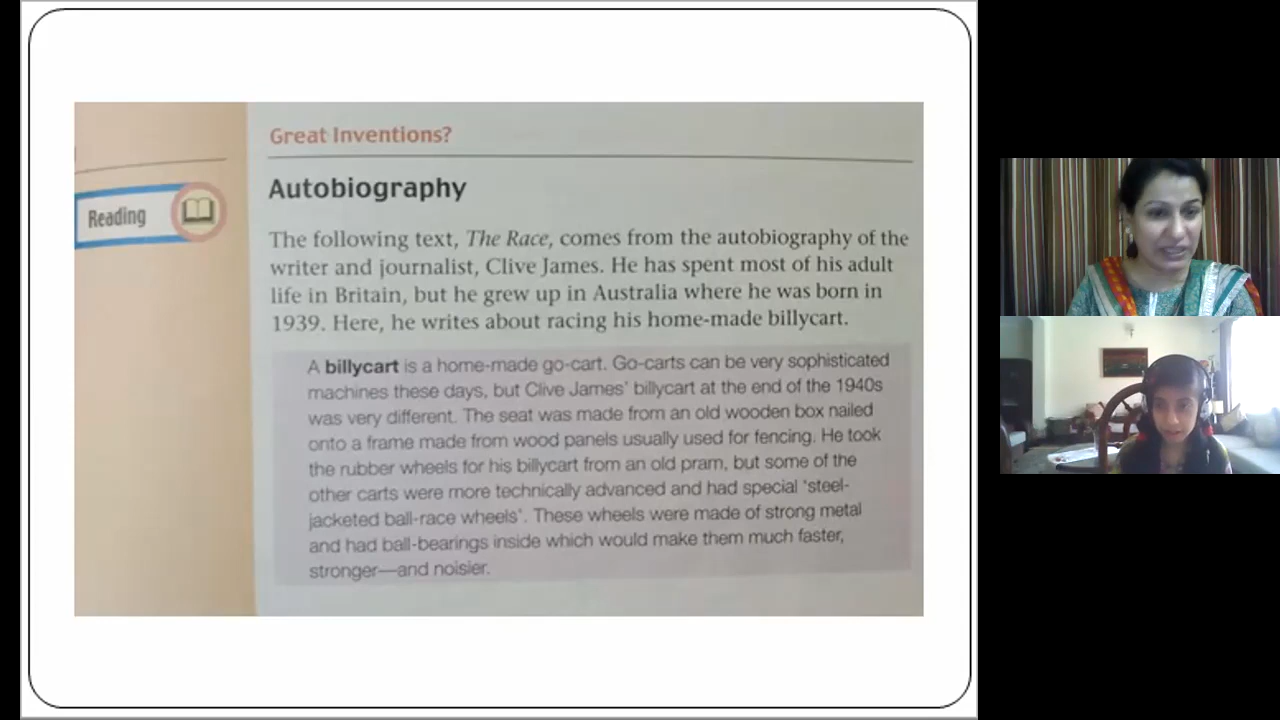 Great Inventions?
Autobiography
Reading
The following text, The Race, comes from the autobiography of the
writer and journalist, Clive James. He has spent most of his adult
life in Britain, but he grew up in Australia where he was born in
1939. Here, he writes about racing his home-made billycart.
A billycart is a home-made go-cart. Go-carts can be very sophisticated
machines these days, but Clive James' billycart at the end of the 1940s
was very different. The seat was made from an old wooden box nailed
onto a frame made from wood panels usually used for fencing. He took
the rubber wheels for his billycart from an old pram, but some of the
other carts were more technically advanced and had special 'steel-
jacketed ball-race wheels'. These wheels were made of strong metal
and had ball-bearings inside which would make them much faster,
stronger—and noisier.